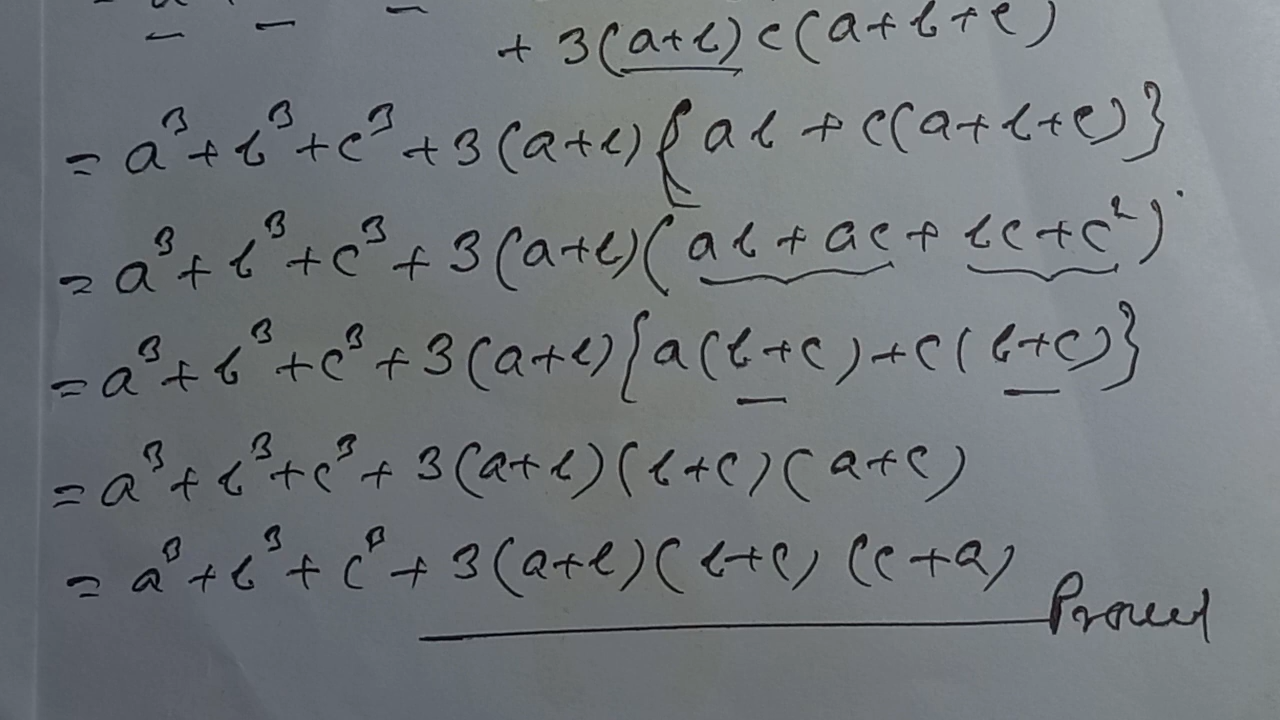 + 3(a+b)c(a+b+c)
= a³+b³+c³+3(a+b){ab+c(a+b+c)}
= a³+b³+c³+3(a+b)(ab+ac+bc+c²)
= a³+b³+c³+3(a+b){a(b+c)+c(b+c)}
= a³+b³+c³+3(a+b)(b+c)(a+c)
= a³+b³+c³+3(a+b)(b+c)(c+a)
Proved